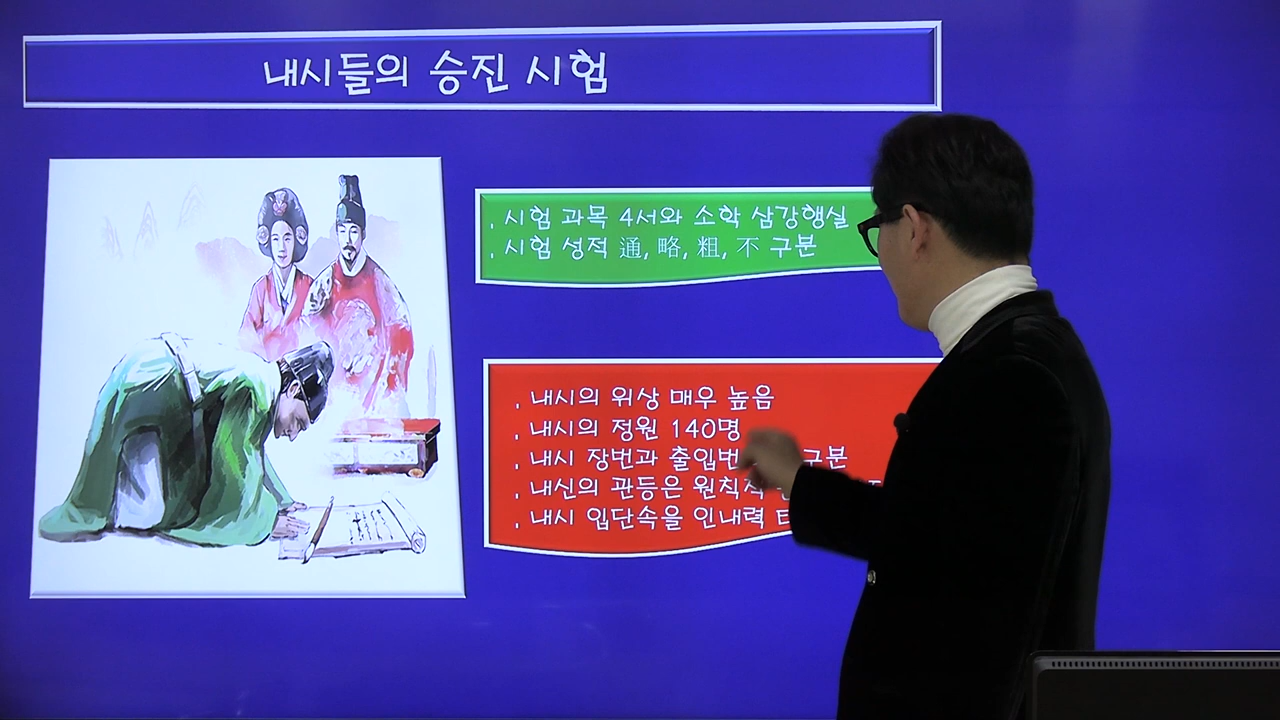 내시들의 승진 시험
. 시험 과목 4서와 소학 삼강행실
. 시험 성적 通, 略, 粗, 不 구분
. 내시의 위상 매우 높음
. 내시의 정원 140명
. 내시 장번과 출입번 구분
. 내신의 관등은 원칙적
. 내시 입단속을 인내력